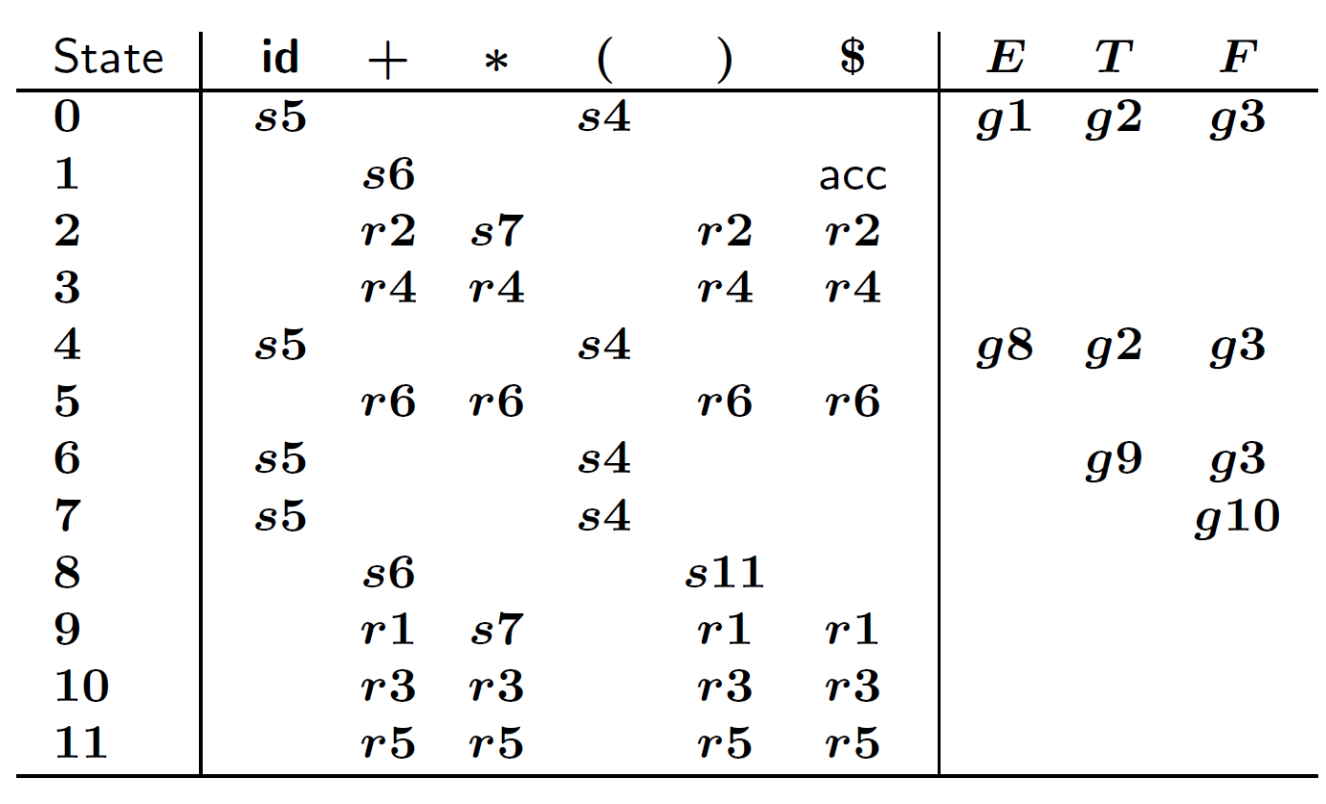 State id + * ( ) $ E T F
0 s5 s4 g1 g2 g3
1 s6 acc
2 r2 s7 r2 r2
3 r4 r4 r4 r4
4 s5 s4 g8 g2 g3
5 r6 r6 r6 r6
6 s5 s4 g9 g3
7 s5 s4 g10
8 s6 s11
9 r1 s7 r1 r1
10 r3 r3 r3 r3
11 r5 r5 r5 r5